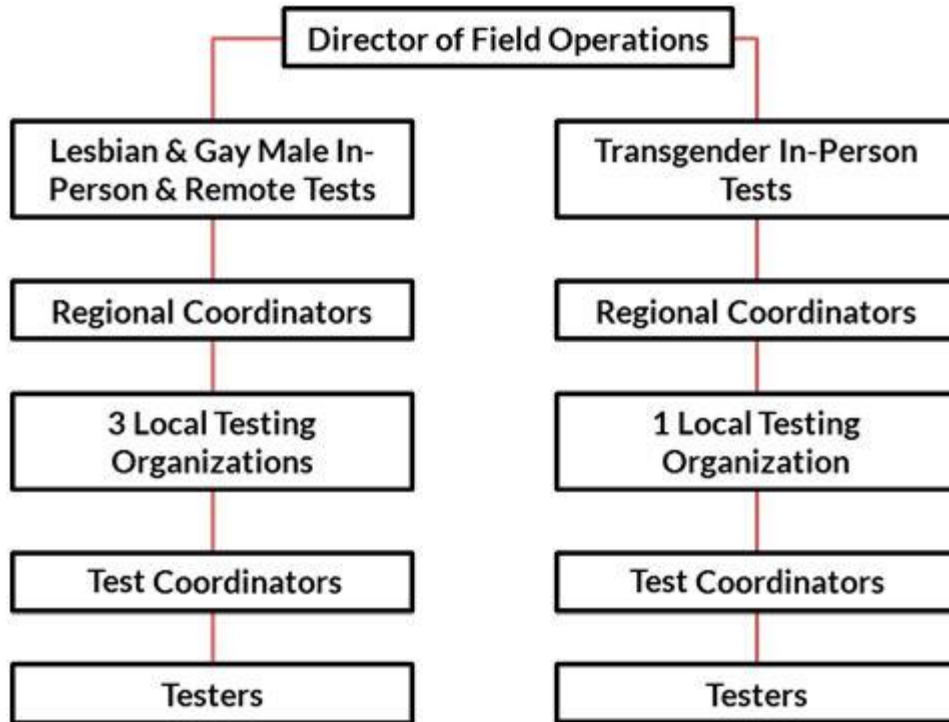 Director of Field Operations
Lesbian & Gay Male In-
Person & Remote Tests
Transgender In-Person
Tests
Regional Coordinators
Regional Coordinators
3 Local Testing
Organizations
1 Local Testing
Organization
Test Coordinators
Test Coordinators
Testers
Testers